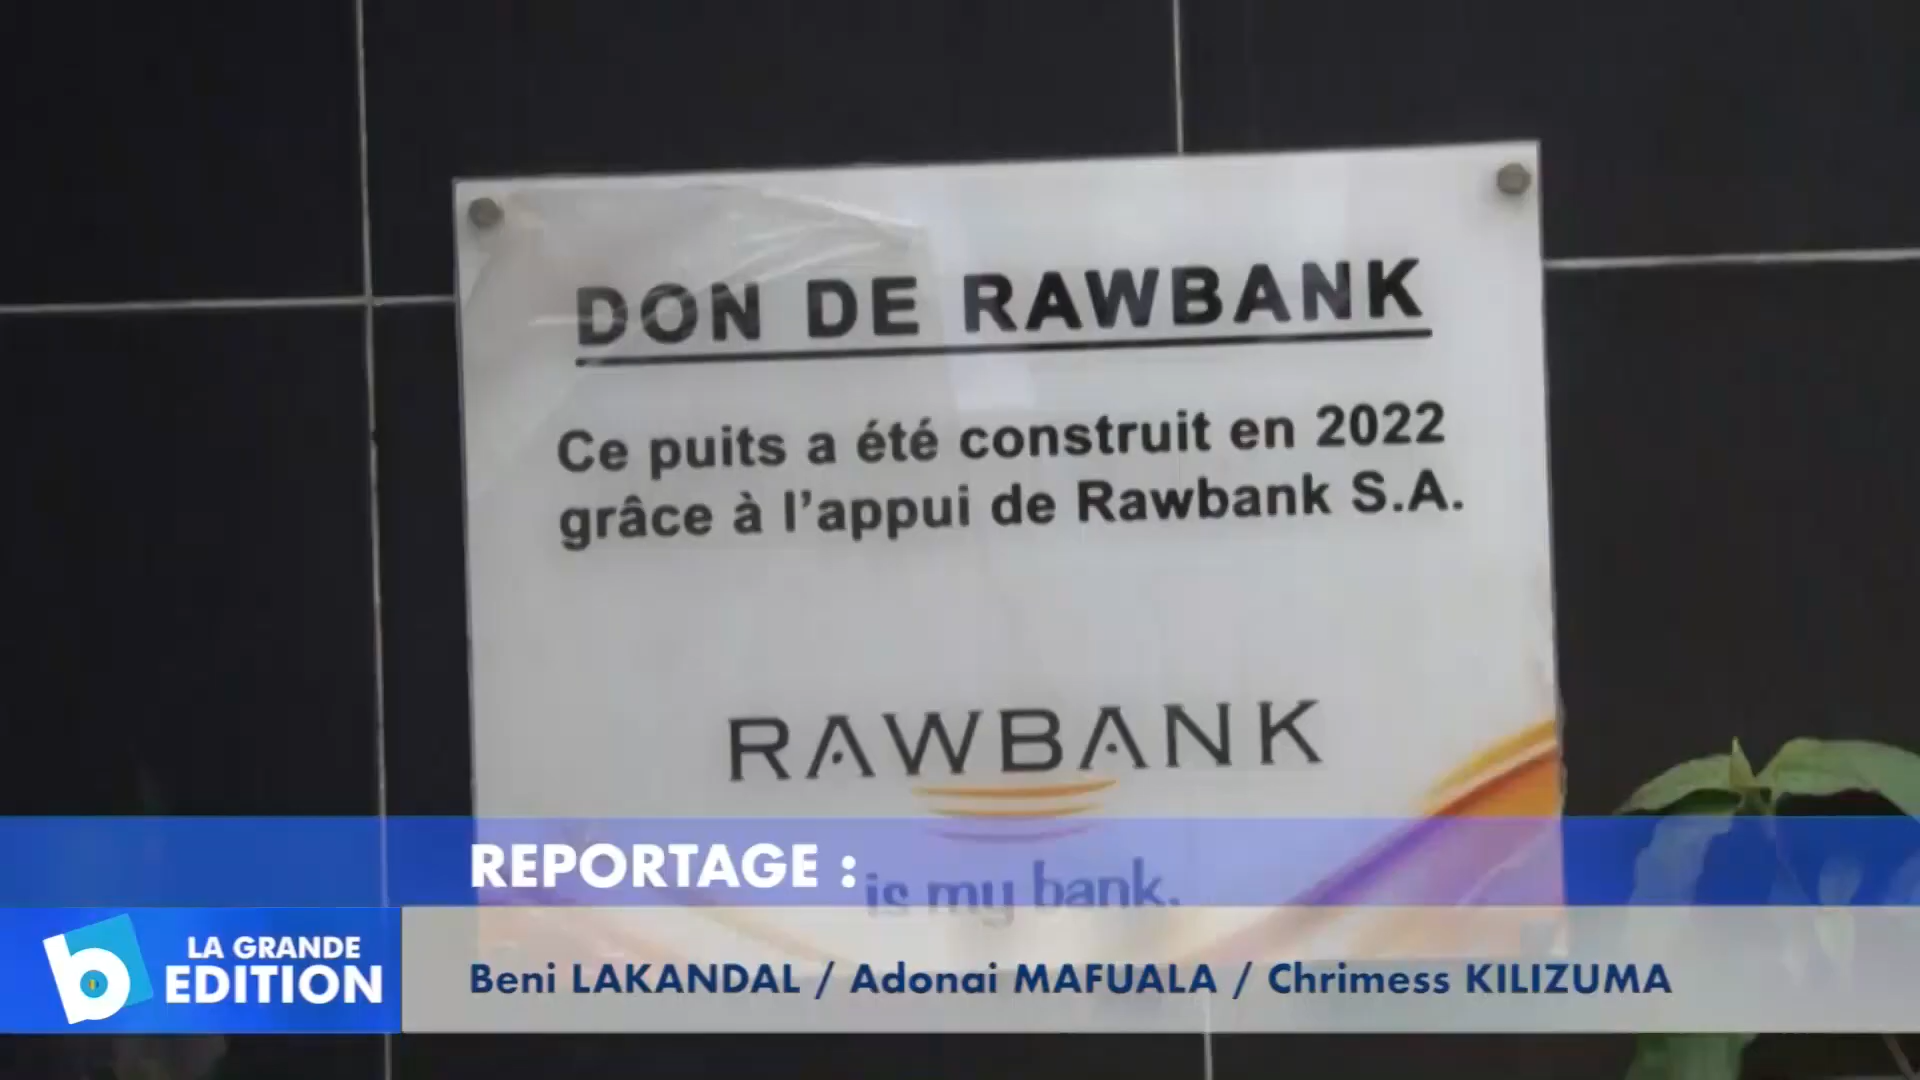 DON DE RAWBANK
Ce puits a été construit en 2022
grâce à l'appui de Rawbank S.A.
RAWBANK
is my bank.
REPORTAGE :
b LA GRANDE
EDITION
Beni LAKANDAL / Adonai MAFUALA / Chrimess KILIZUMA